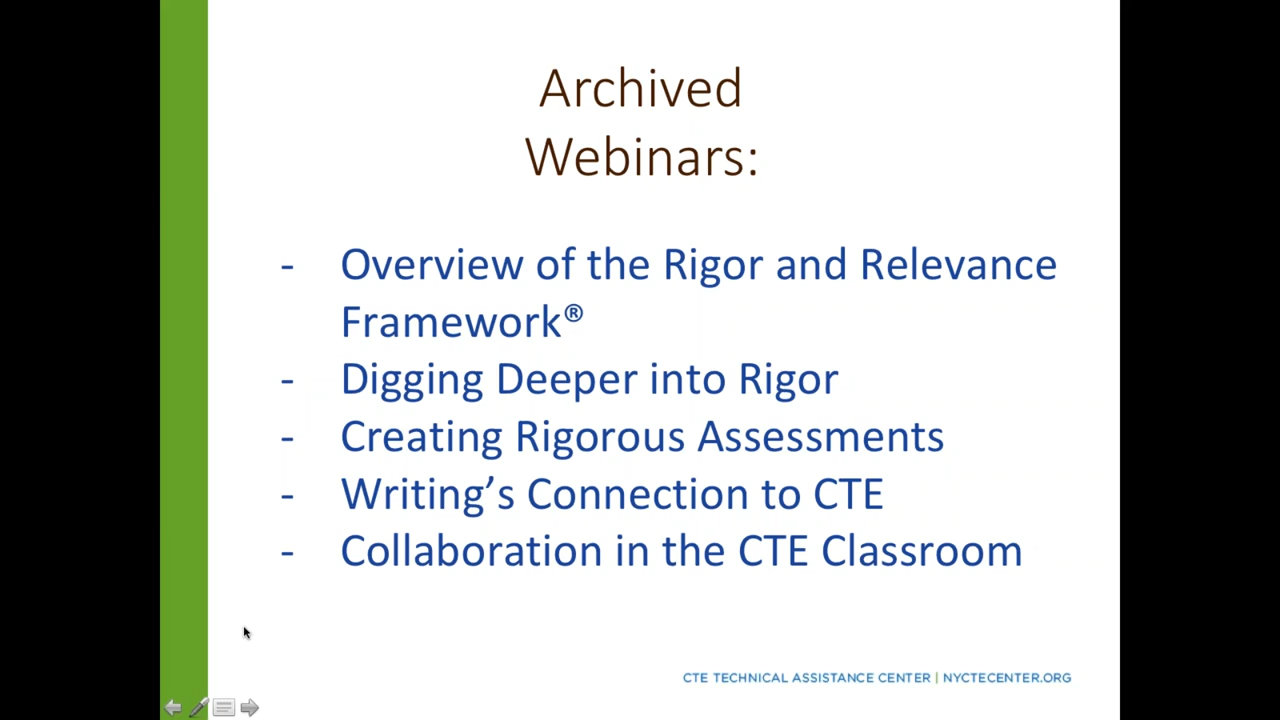 Archived
Webinars:
- Overview of the Rigor and Relevance
Framework®
- Digging Deeper into Rigor
- Creating Rigorous Assessments
- Writing’s Connection to CTE
- Collaboration in the CTE Classroom
CTE TECHNICAL ASSISTANCE CENTER | NYCTECENTER.ORG